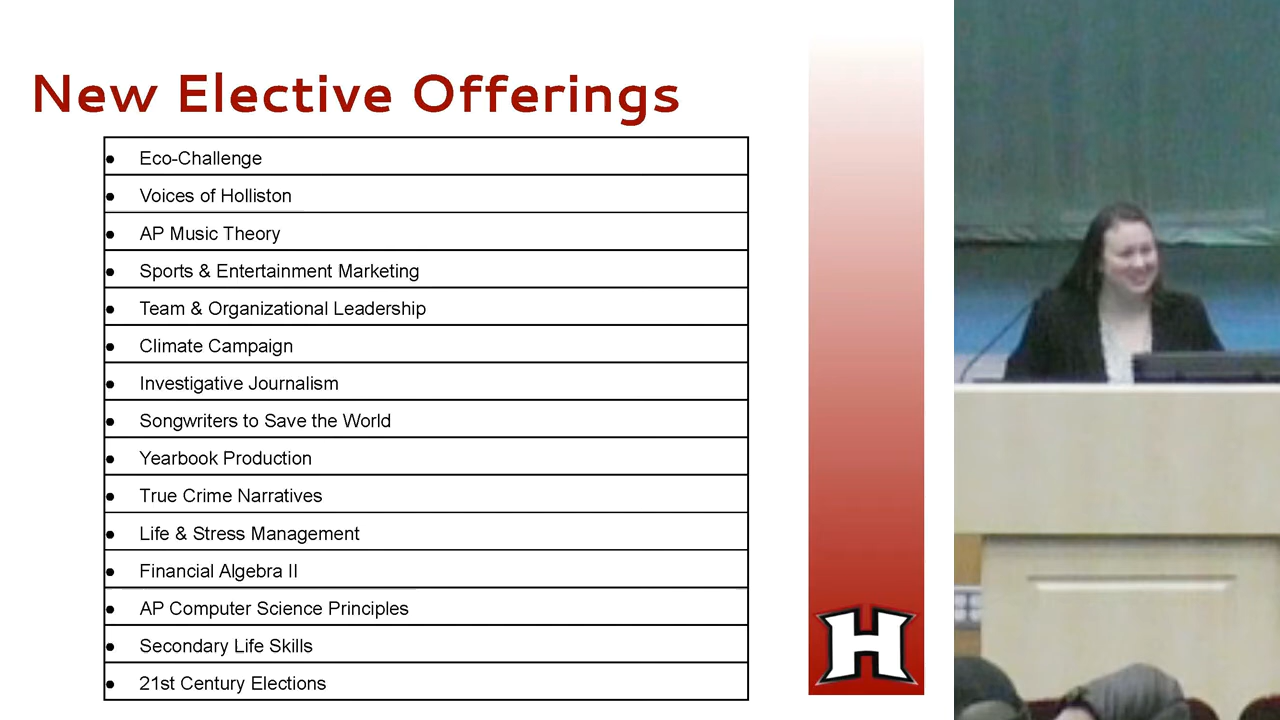 New Elective Offerings
● Eco-Challenge
● Voices of Holliston
● AP Music Theory
● Sports & Entertainment Marketing
● Team & Organizational Leadership
● Climate Campaign
● Investigative Journalism
● Songwriters to Save the World
● Yearbook Production
● True Crime Narratives
● Life & Stress Management
● Financial Algebra II
● AP Computer Science Principles
● Secondary Life Skills
● 21st Century Elections
H